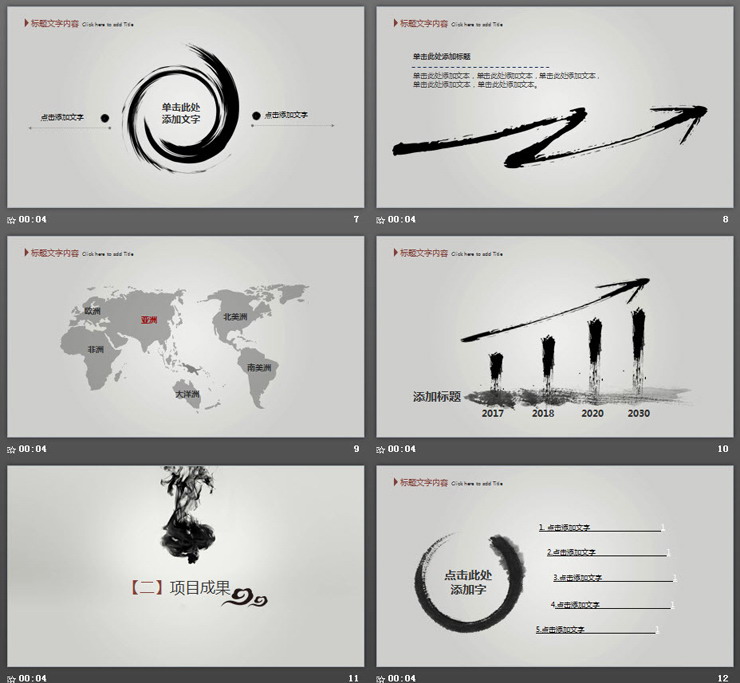 标题文字内容 Click here to add Title
单击此处
添加文字
点击添加文字
点击添加文字
00:04
7
标题文字内容 Click here to add Title
单击此处添加标题
单击此处添加文本，单击此处添加文本，单击此处添加文本，
单击此处添加文本，单击此处添加文本。
00:04
8
标题文字内容 Click here to add Title
欧洲
亚洲
北美洲
非洲
南美洲
大洋洲
00:04
9
标题文字内容 Click here to add Title
添加标题
2017 2018 2020 2030
00:04
10
【二】项目成果
00:04
11
标题文字内容 Click here to add Title
点击此处
添加字
1. 点击添加文字
2.点击添加文字
3.点击添加文字
4.点击添加文字
5.点击添加文字
00:04
12